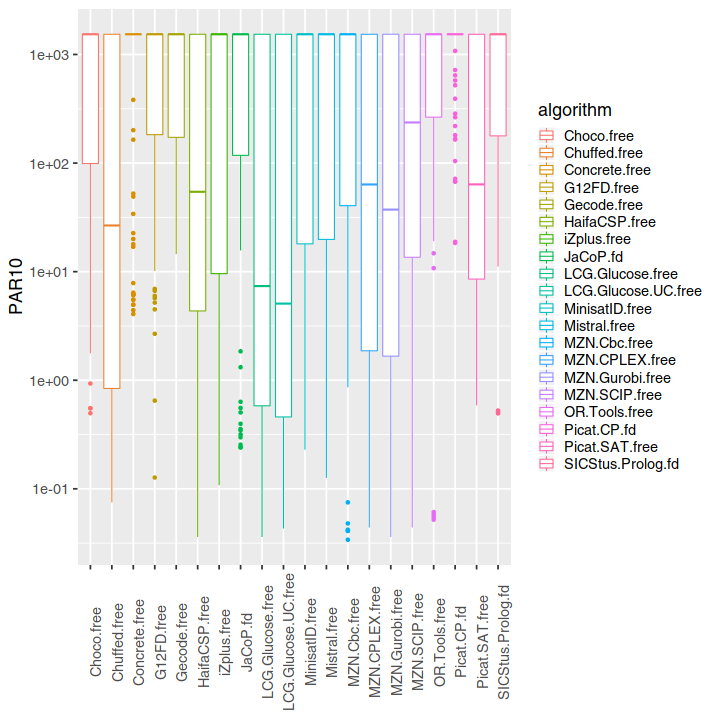 PAR10
1e+03
1e+02
1e+01
1e+00
1e-01
Choco.free
Chuffed.free
Concrete.free
G12FD.free
Gecode.free
HaifaCSP.free
iZplus.free
JaCoP.fd
LCG.Glucose.free
LCG.Glucose.UC.free
MinisatID.free
Mistral.free
MZN.Cbc.free
MZN.CPLEX.free
MZN.Gurobi.free
MZN.SCIP.free
OR.Tools.free
Picat.CP.fd
Picat.SAT.free
SICStus.Prolog.fd
algorithm
Choco.free
Chuffed.free
Concrete.free
G12FD.free
Gecode.free
HaifaCSP.free
iZplus.free
JaCoP.fd
LCG.Glucose.free
LCG.Glucose.UC.free
MinisatID.free
Mistral.free
MZN.Cbc.free
MZN.CPLEX.free
MZN.Gurobi.free
MZN.SCIP.free
OR.Tools.free
Picat.CP.fd
Picat.SAT.free
SICStus.Prolog.fd